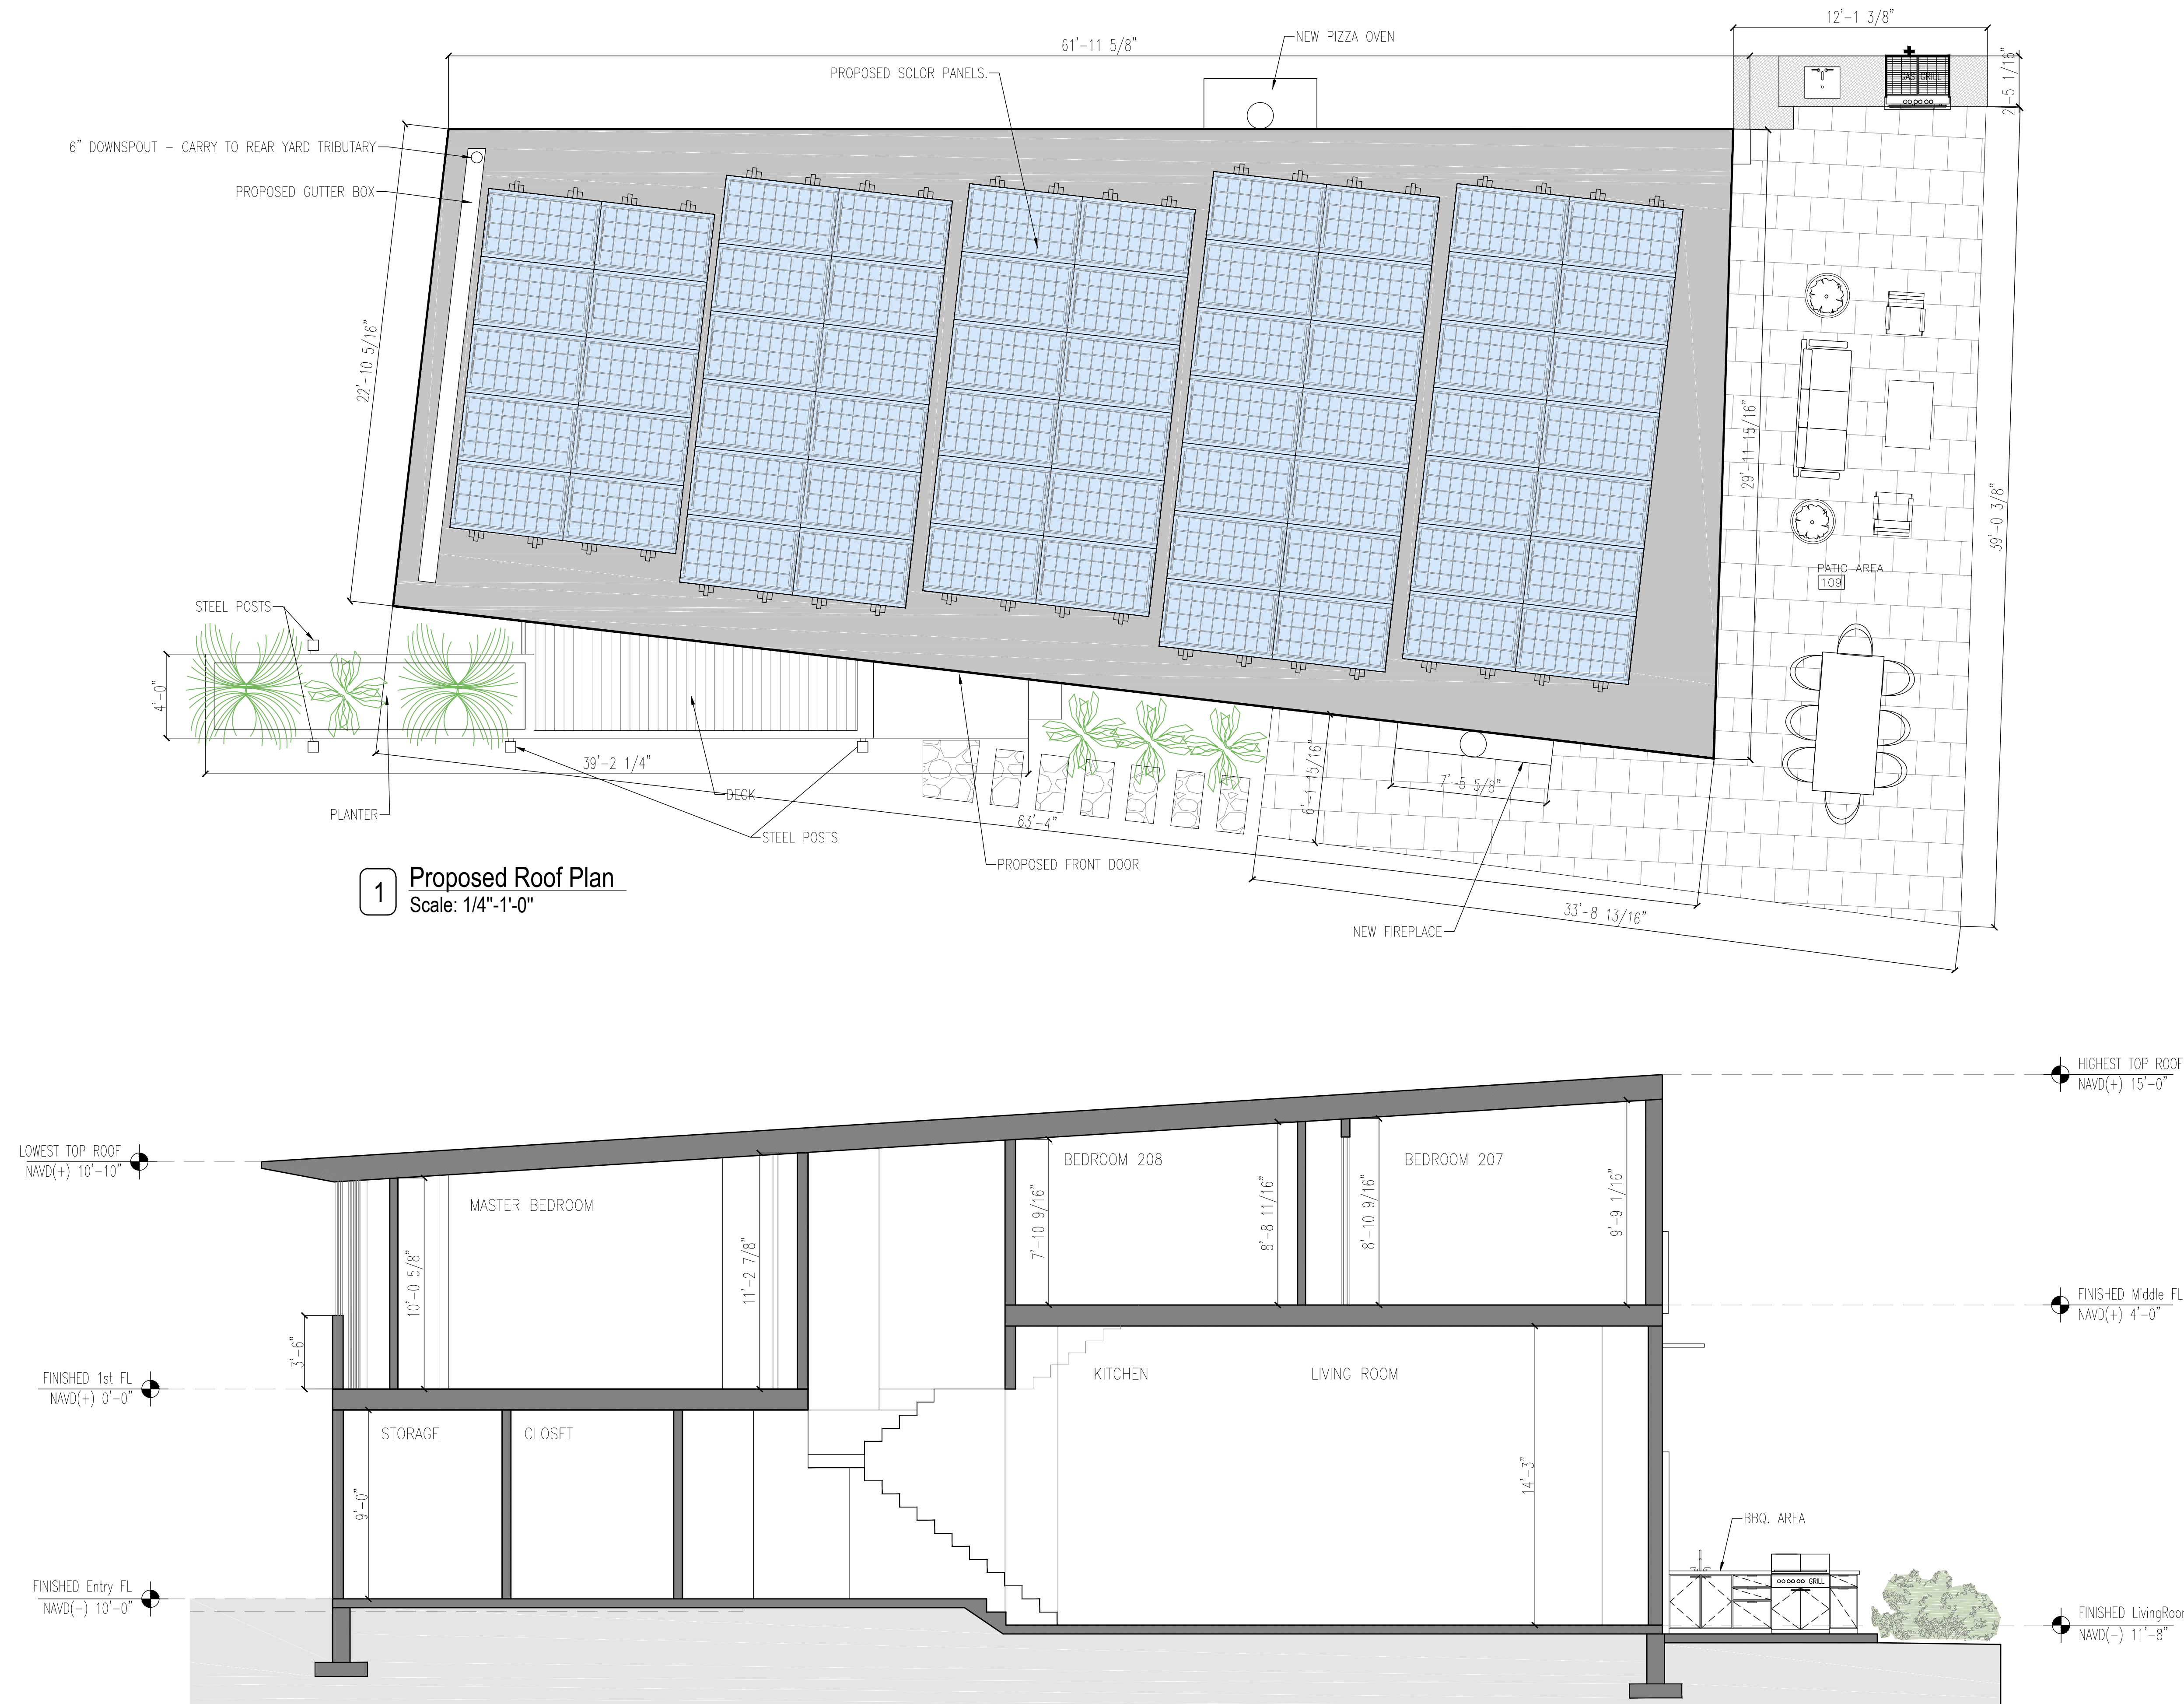 12'-1 3/8"
61'-11 5/8"
NEW PIZZA OVEN
PROPOSED SOLOR PANELS.
GAS GRILL
2'-5 1/16"
6" DOWNSPOUT - CARRY TO REAR YARD TRIBUTARY
PROPOSED GUTTER BOX
22'-10 5/16"
29'-11 15/16"
39'-0 3/8"
PATIO AREA
109
STEEL POSTS
4'-0"
39'-2 1/4"
6'-1 15/16"
7'-5 5/8"
DECK
PLANTER
63'-4"
STEEL POSTS
PROPOSED FRONT DOOR
1
Proposed Roof Plan
Scale: 1/4"-1'-0"
33'-8 13/16"
NEW FIREPLACE
HIGHEST TOP ROOF
NAVD(+) 15'-0"
LOWEST TOP ROOF
NAVD(+) 10'-10"
BEDROOM 208
BEDROOM 207
MASTER BEDROOM
10'-0 5/8"
11'-2 7/8"
7'-10 9/16"
8'-8 11/16"
8'-10 9/16"
9'-9 1/16"
FINISHED Middle FL
NAVD(+) 4'-0"
3'-6"
FINISHED 1st FL
NAVD(+) 0'-0"
KITCHEN
LIVING ROOM
STORAGE
CLOSET
9'-0"
14'-3"
BBQ. AREA
GRILL
FINISHED Entry FL
NAVD(-) 10'-0"
FINISHED LivingRoom
NAVD(-) 11'-8"